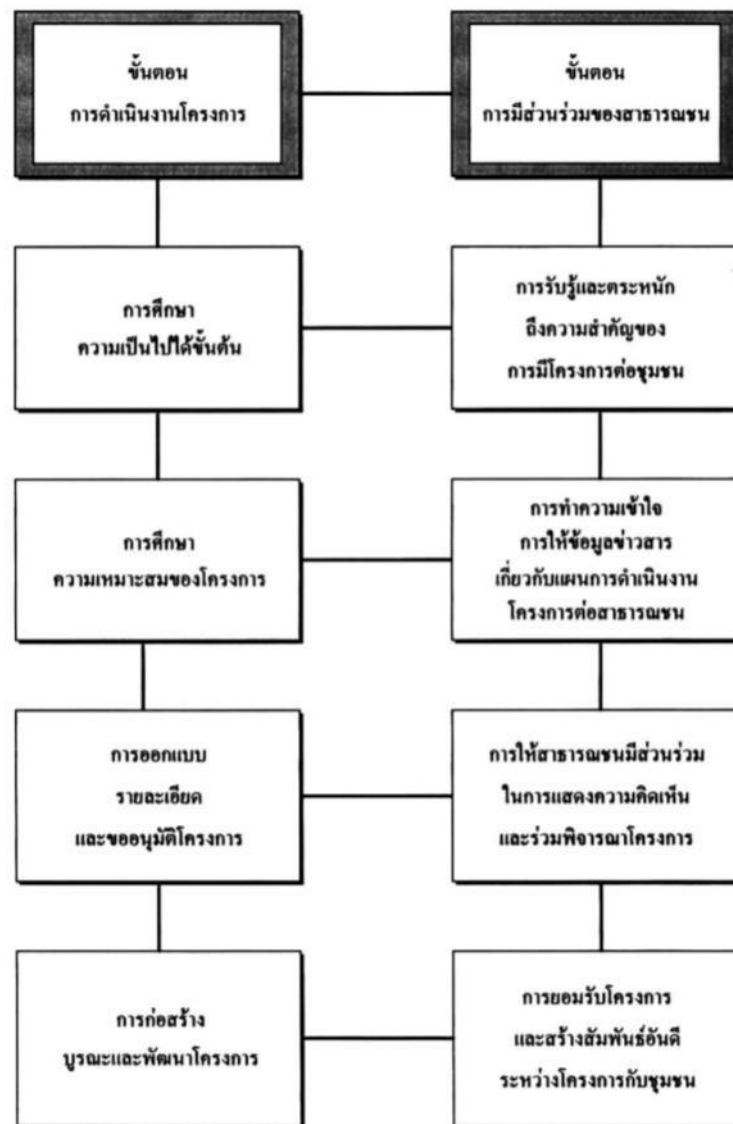 ขั้นตอน
การดำเนินงานโครงการ
ขั้นตอน
การมีส่วนร่วมของสาธารณชน
การศึกษา
ความเป็นไปได้ขั้นต้น
การรับรู้และตระหนัก
ถึงความสำคัญของ
การมีโครงการต่อชุมชน
การศึกษา
ความเหมาะสมของโครงการ
การทำความเข้าใจ
การให้ข้อมูลข่าวสาร
เกี่ยวกับแผนการดำเนินงาน
โครงการต่อสาธารณชน
การออกแบบ
รายละเอียด
และขออนุมัติโครงการ
การให้สาธารณชนมีส่วนร่วม
ในการแสดงความคิดเห็น
และร่วมพิจารณาโครงการ
การก่อสร้าง
บูรณะและพัฒนาโครงการ
การยอมรับโครงการ
และสร้างสัมพันธ์อันดี
ระหว่างโครงการกับชุมชน